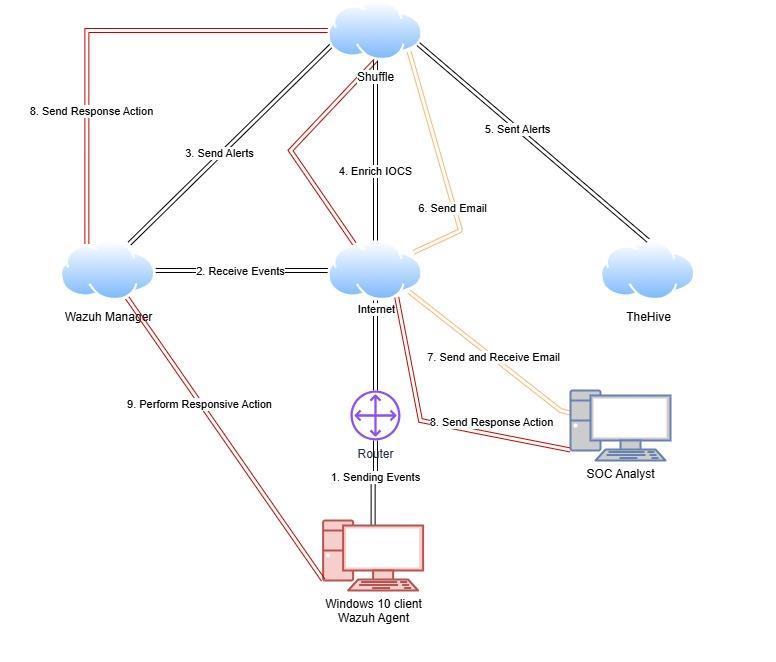 Shuffle
8. Send Response Action
5. Sent Alerts
3. Send Alerts
4. Enrich IOCS
6. Send Email
2. Receive Events
Internet
Wazuh Manager
TheHive
7. Send and Receive Email
9. Perform Responsive Action
8. Send Response Action
Router
SOC Analyst
1. Sending Events
Windows 10 client
Wazuh Agent